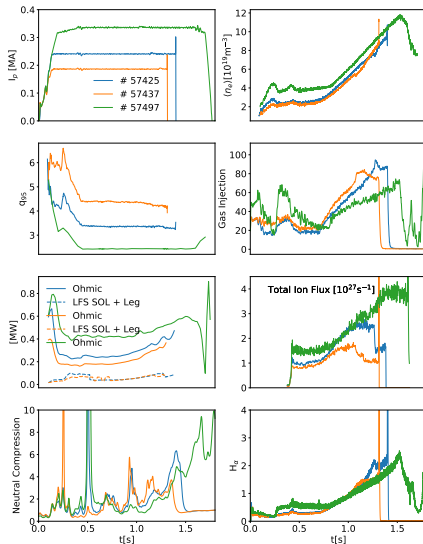 0.4
0.3
0.2
0.1
0.0
I_p [MA]
# 57425
# 57437
# 57497
12
10
8
6
4
2
0
⟨n_e⟩[10^19 m^−3]
6
5
4
3
q_95
100
80
60
40
20
0
Gas Injection
0.8
0.6
0.4
0.2
0.0
[MW]
Ohmic
LFS SOL + Leg
Ohmic
LFS SOL + Leg
Ohmic
4
3
2
1
0
Total Ion Flux [10^27 s^−1]
10
8
6
4
2
0
Neutral Compression
0.0 0.5 1.0 1.5
t[s]
4
3
2
1
0
H_α
0.0 0.5 1.0 1.5
t[s]